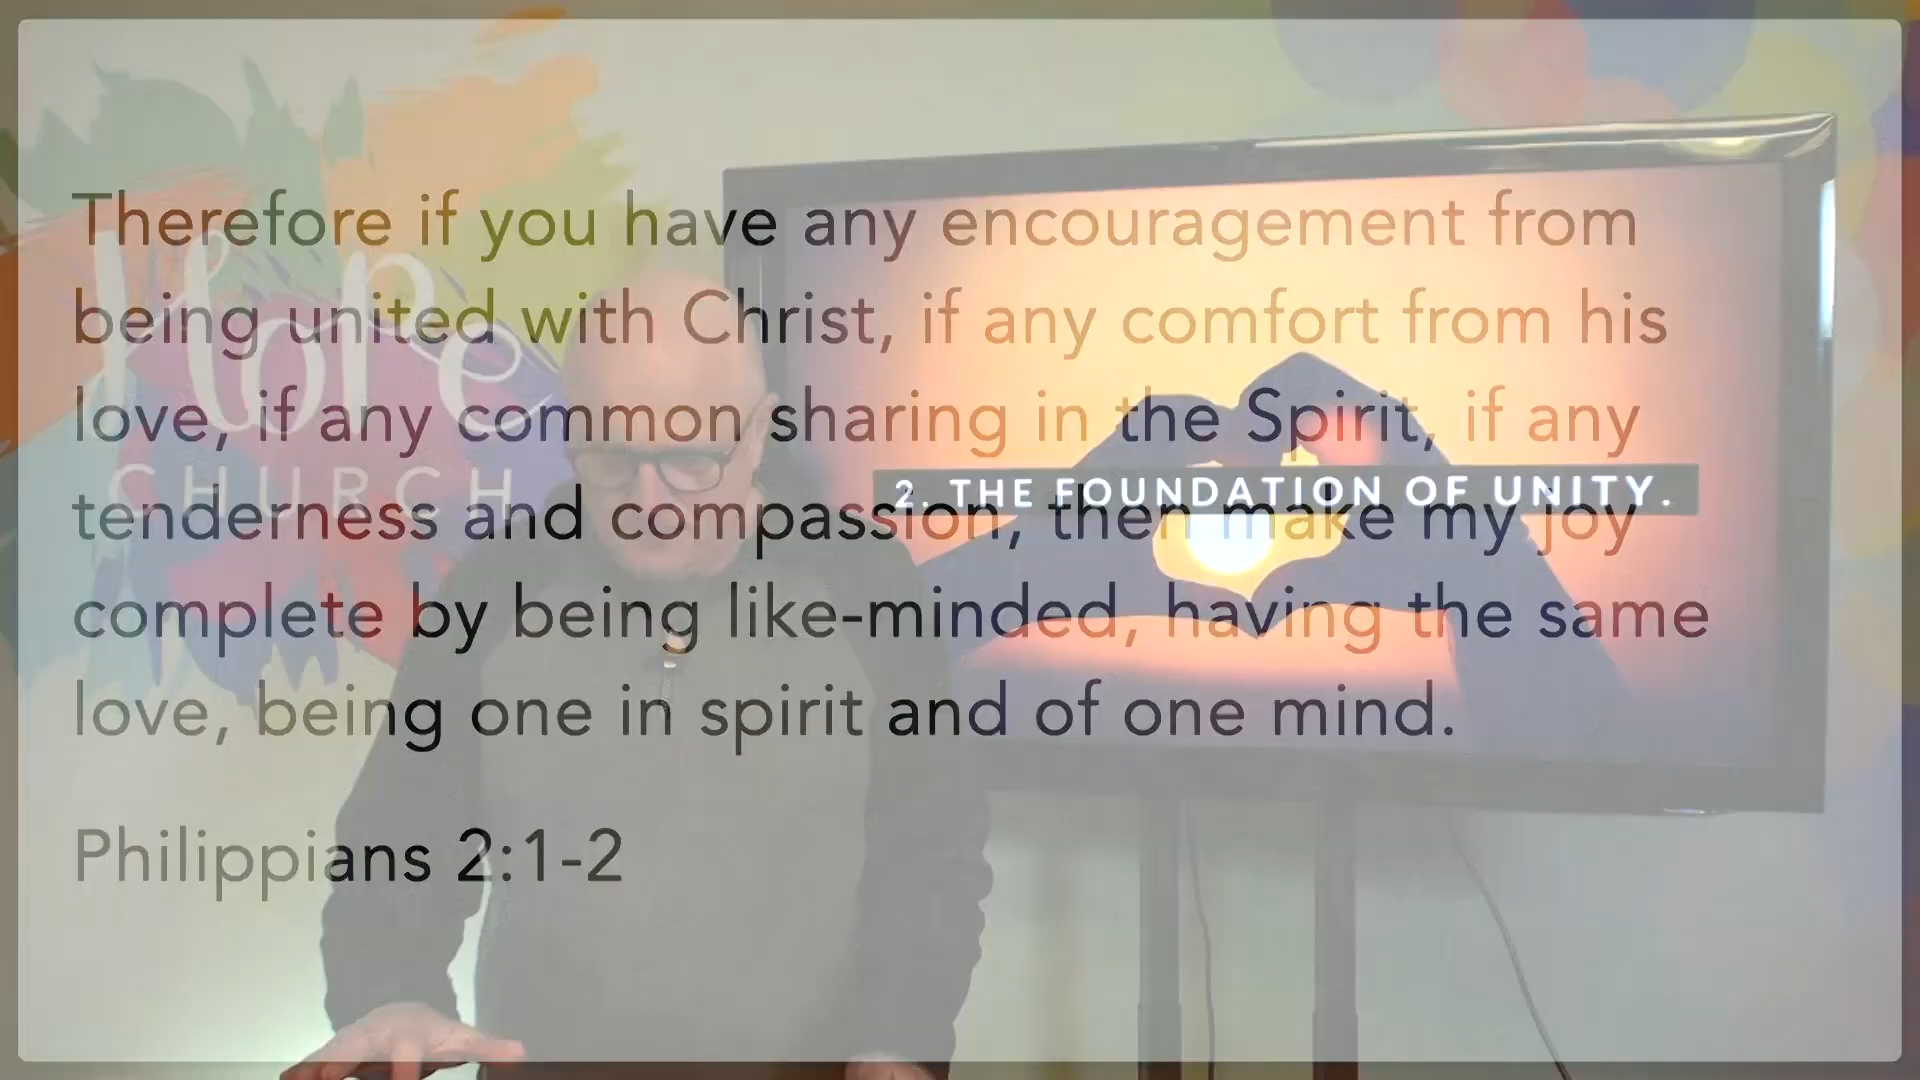 Therefore if you have any encouragement from
being united with Christ, if any comfort from his
love, if any common sharing in the Spirit, if any
tenderness and compassion, then make my joy
complete by being like-minded, having the same
love, being one in spirit and of one mind.
Philippians 2:1-2
Hope
CHURCH
2. THE FOUNDATION OF UNITY.